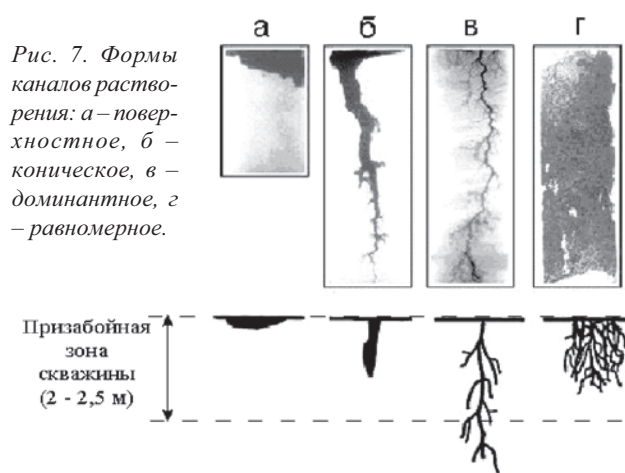 а б в г
Рис. 7. Формы
каналов раство-
рения: а – повер-
хностное, б –
коническое, в –
доминантное, г
– равномерное.
Призабойная
зона
скважины
(2 - 2,5 м)